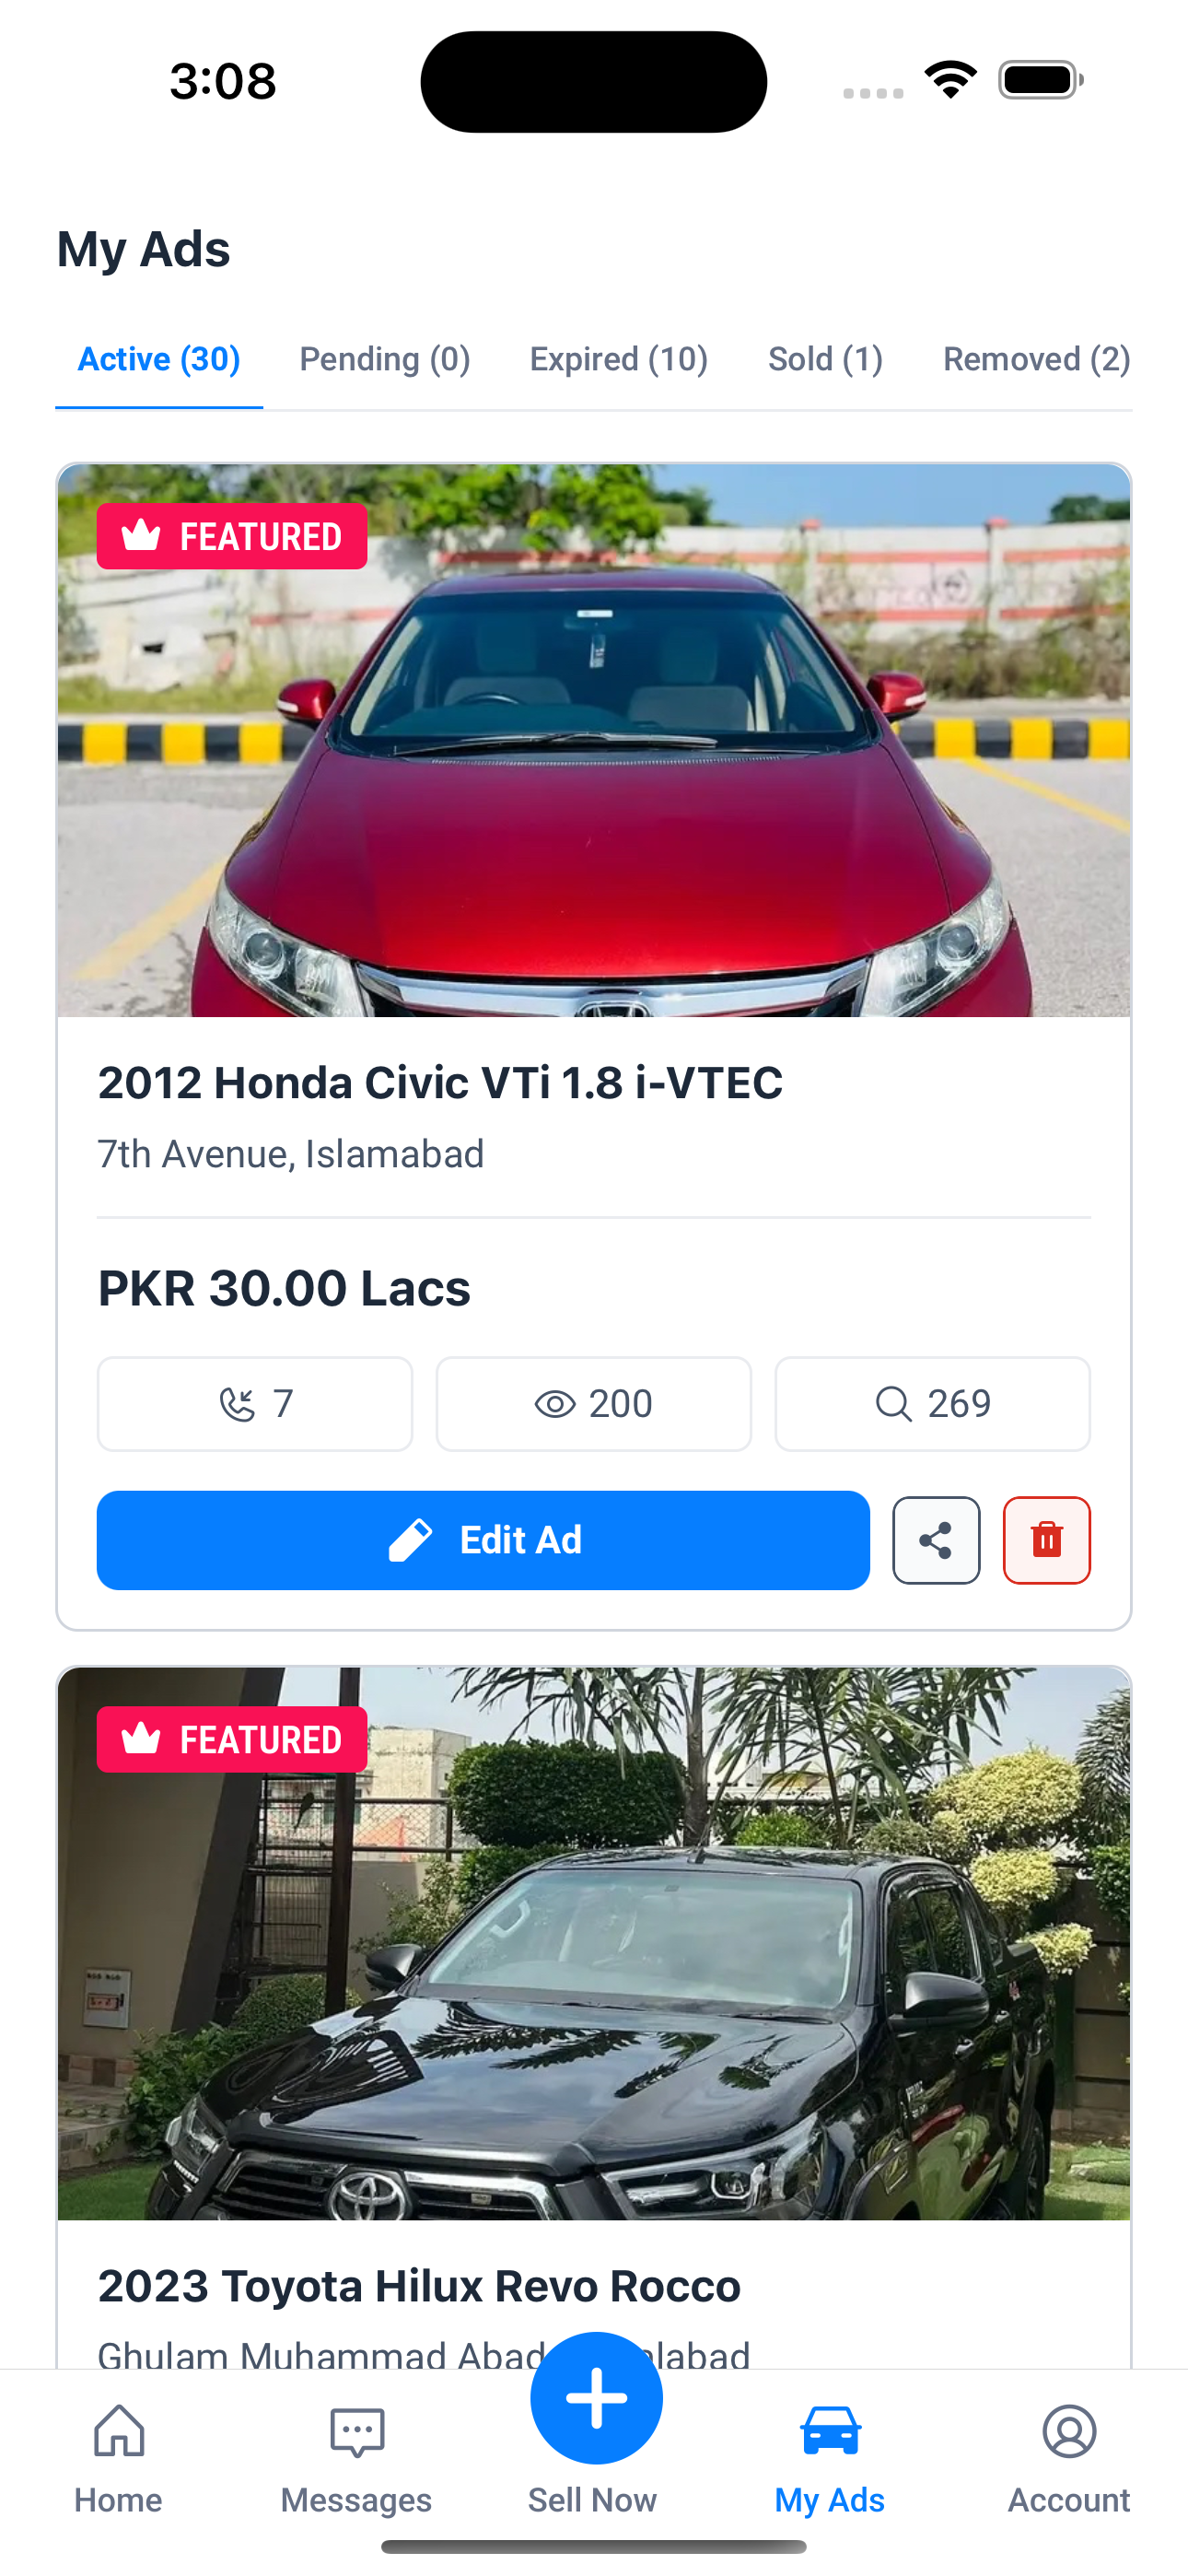 3:08
My Ads
Active (30) Pending (0) Expired (10) Sold (1) Removed (2)
FEATURED
2012 Honda Civic VTi 1.8 i-VTEC
7th Avenue, Islamabad
PKR 30.00 Lacs
7 200 269
Edit Ad
FEATURED
2023 Toyota Hilux Revo Rocco
Ghulam Muhammad Abad
Home Messages Sell Now My Ads Account